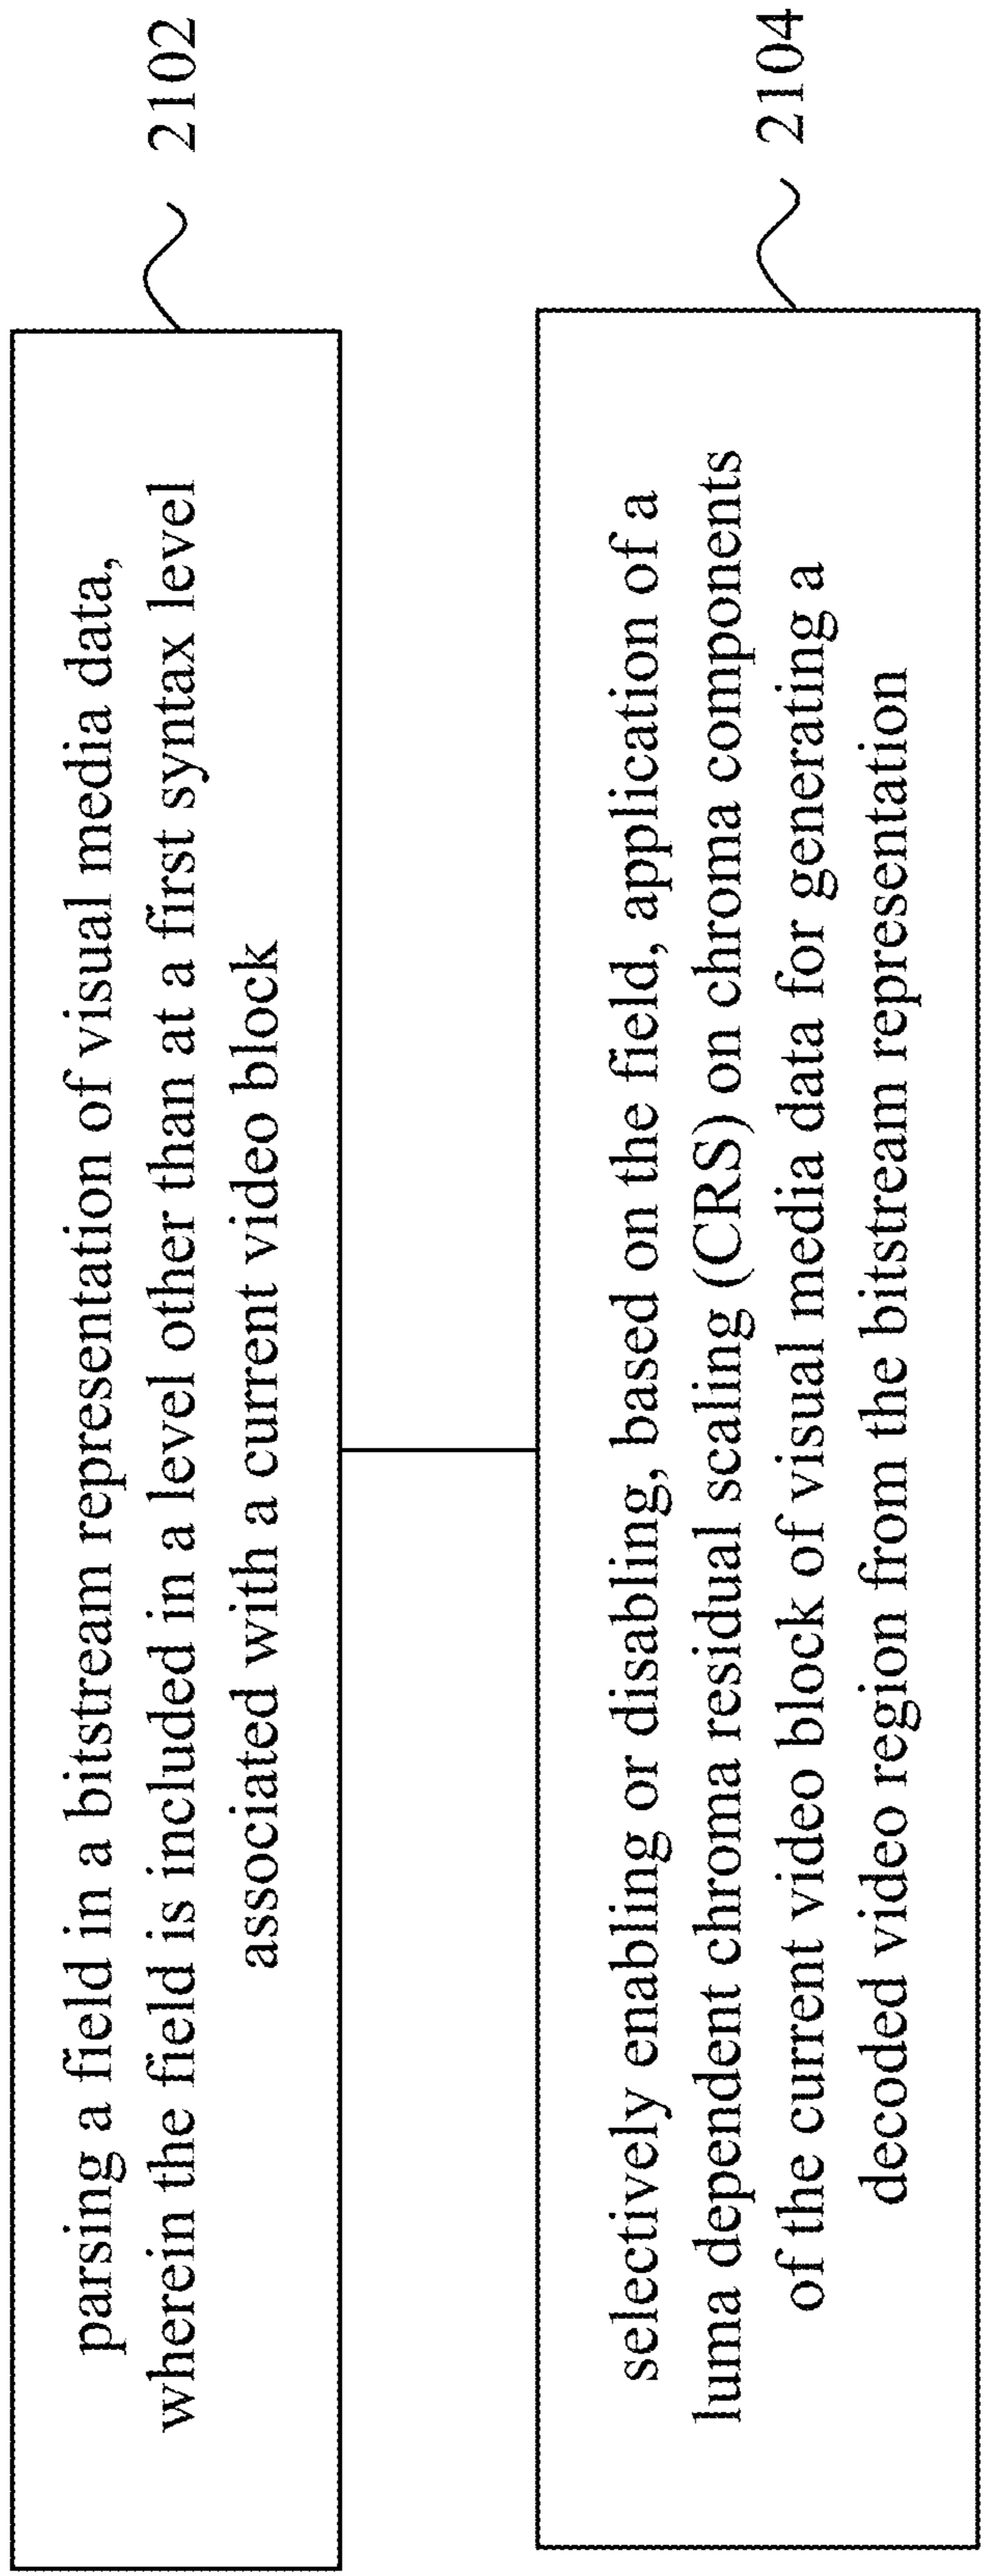 parsing a field in a bitstream representation of visual media data,
wherein the field is included in a level other than at a first syntax level
associated with a current video block
2102
selectively enabling or disabling, based on the field, application of a
luma dependent chroma residual scaling (CRS) on chroma components
of the current video block of visual media data for generating a
decoded video region from the bitstream representation
2104